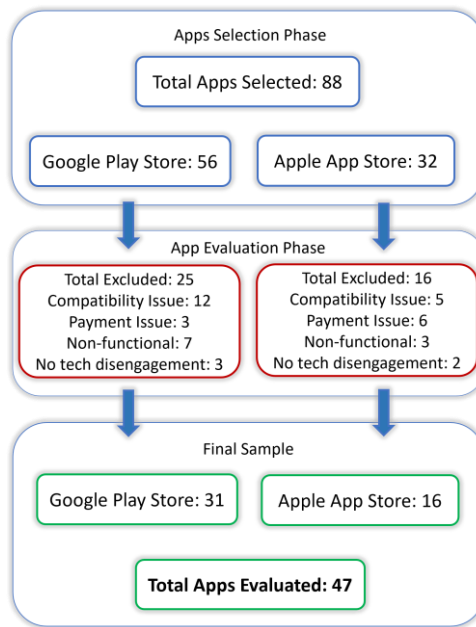 Apps Selection Phase
Total Apps Selected: 88
Google Play Store: 56
Apple App Store: 32
App Evaluation Phase
Total Excluded: 25
Compatibility Issue: 12
Payment Issue: 3
Non-functional: 7
No tech disengagement: 3
Total Excluded: 16
Compatibility Issue: 5
Payment Issue: 6
Non-functional: 3
No tech disengagement: 2
Final Sample
Google Play Store: 31
Apple App Store: 16
Total Apps Evaluated: 47